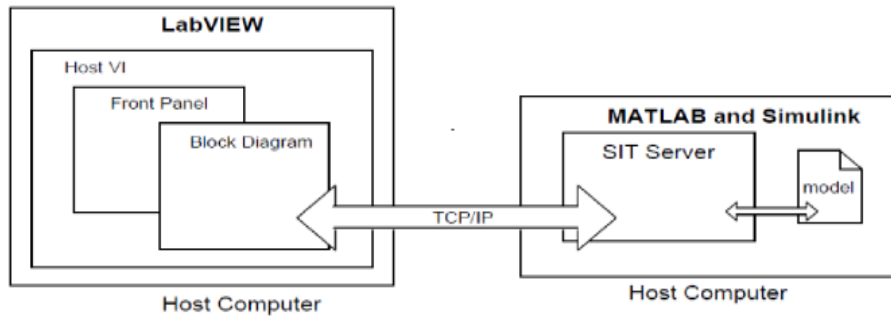 LabVIEW
Host VI
Front Panel
Block Diagram
TCP/IP
Host Computer
MATLAB and Simulink
SIT Server
model
Host Computer